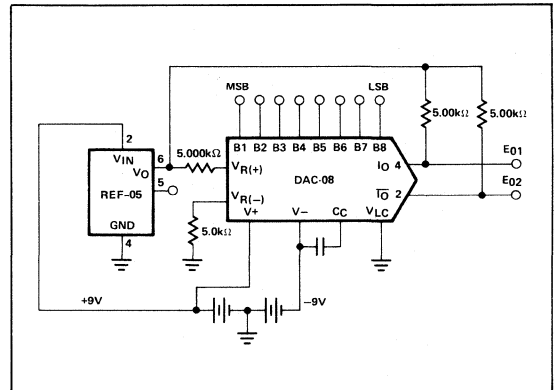 MSB LSB
5.00kΩ 5.00kΩ
2
VIN
VO 6
5.000kΩ
B1 B2 B3 B4 B5 B6 B7 B8
IO 4
E01
REF-05
5
VR(+)
DAC-08
IO 2
E02
GND
4
VR(−)
V+ V− CC VLC
5.0kΩ
+9V
−9V